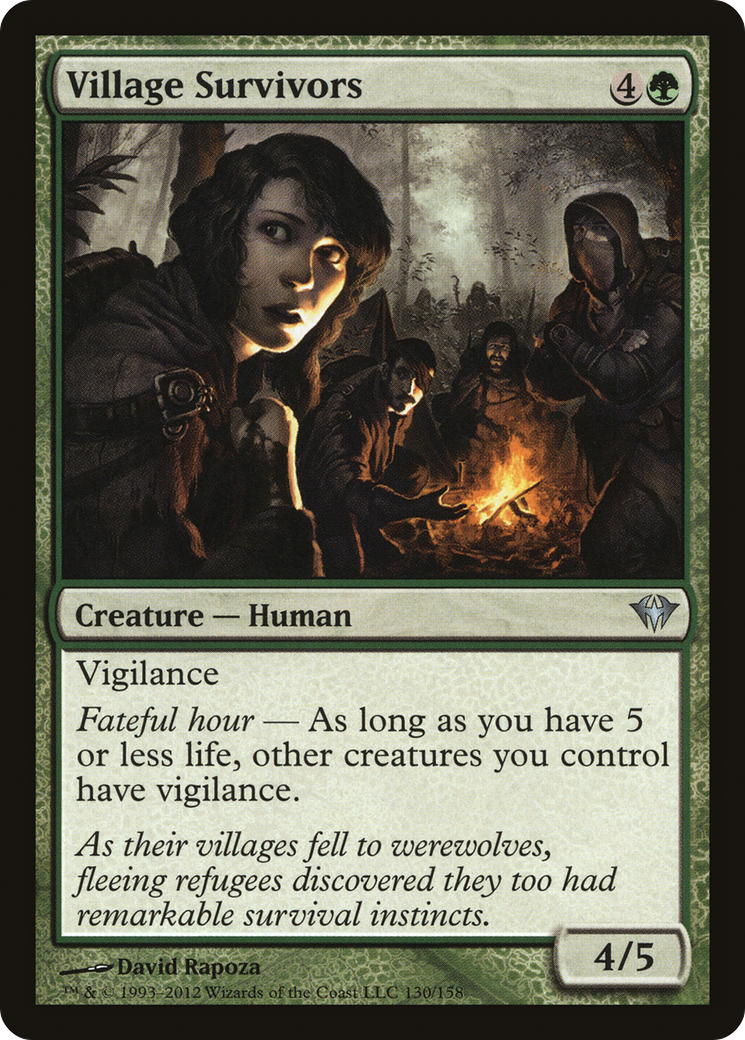 Village Survivors 4
Creature — Human
Vigilance
Fateful hour — As long as you have 5
or less life, other creatures you control
have vigilance.
As their villages fell to werewolves,
fleeing refugees discovered they too had
remarkable survival instincts.
4/5
David Rapoza
™ & © 1993–2012 Wizards of the Coast LLC 130/158